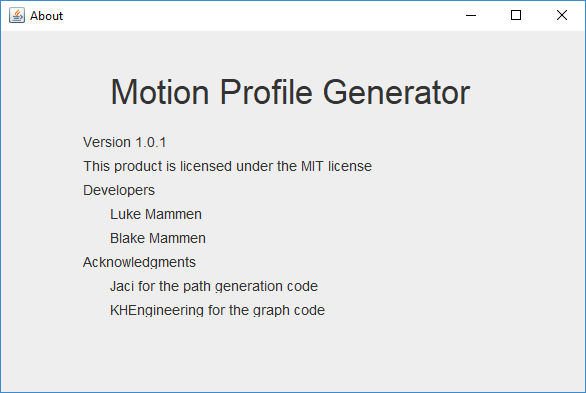 About
Motion Profile Generator
Version 1.0.1
This product is licensed under the MIT license
Developers
Luke Mammen
Blake Mammen
Acknowledgments
Jaci for the path generation code
KHEngineering for the graph code